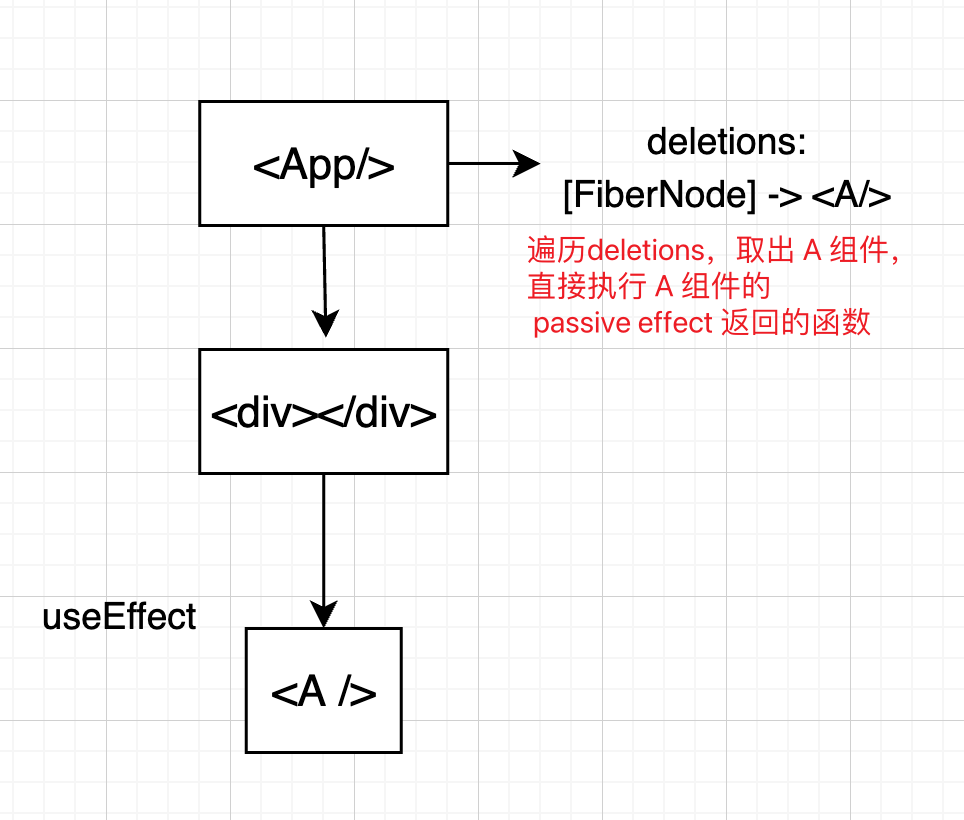 <App/>
deletions:
[FiberNode] -> <A/>
遍历deletions，取出 A 组件，
直接执行 A 组件的
passive effect 返回的函数
<div></div>
useEffect
<A />